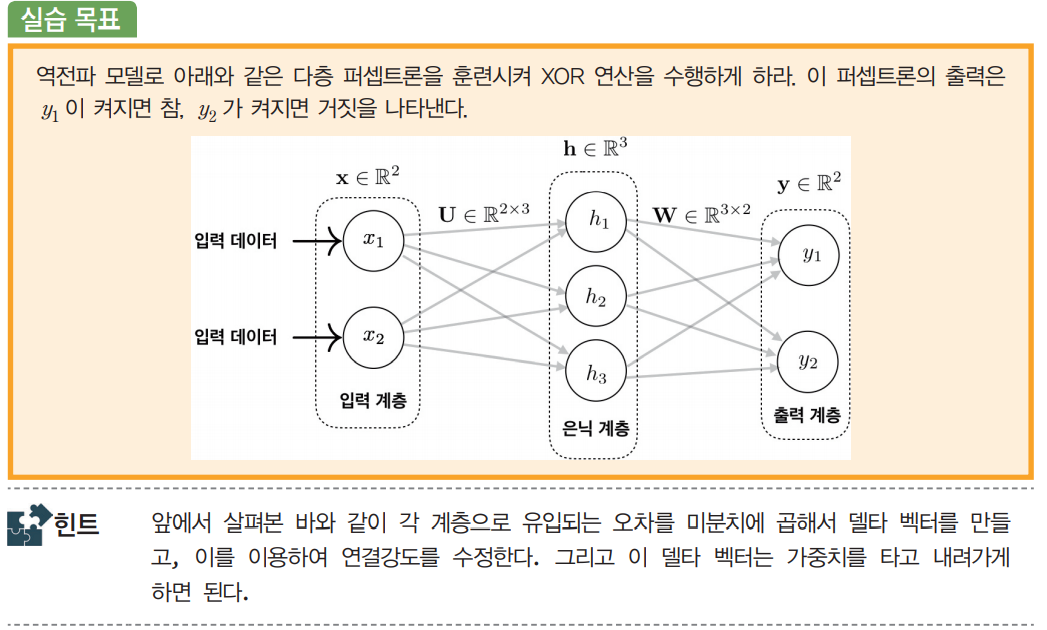 실습 목표
역전파 모델로 아래와 같은 다층 퍼셉트론을 훈련시켜 XOR 연산을 수행하게 하라. 이 퍼셉트론의 출력은
y₁이 켜지면 참, y₂가 켜지면 거짓을 나타낸다.
h ∈ ℝ³
x ∈ ℝ²
y ∈ ℝ²
U ∈ ℝ²ˣ³
W ∈ ℝ³ˣ²
입력 데이터
x₁
h₁
y₁
h₂
입력 데이터
x₂
y₂
h₃
입력 계층
출력 계층
은닉 계층
힌트
앞에서 살펴본 바와 같이 각 계층으로 유입되는 오차를 미분치에 곱해서 델타 벡터를 만들
고, 이를 이용하여 연결강도를 수정한다. 그리고 이 델타 벡터는 가중치를 타고 내려가게
하면 된다.